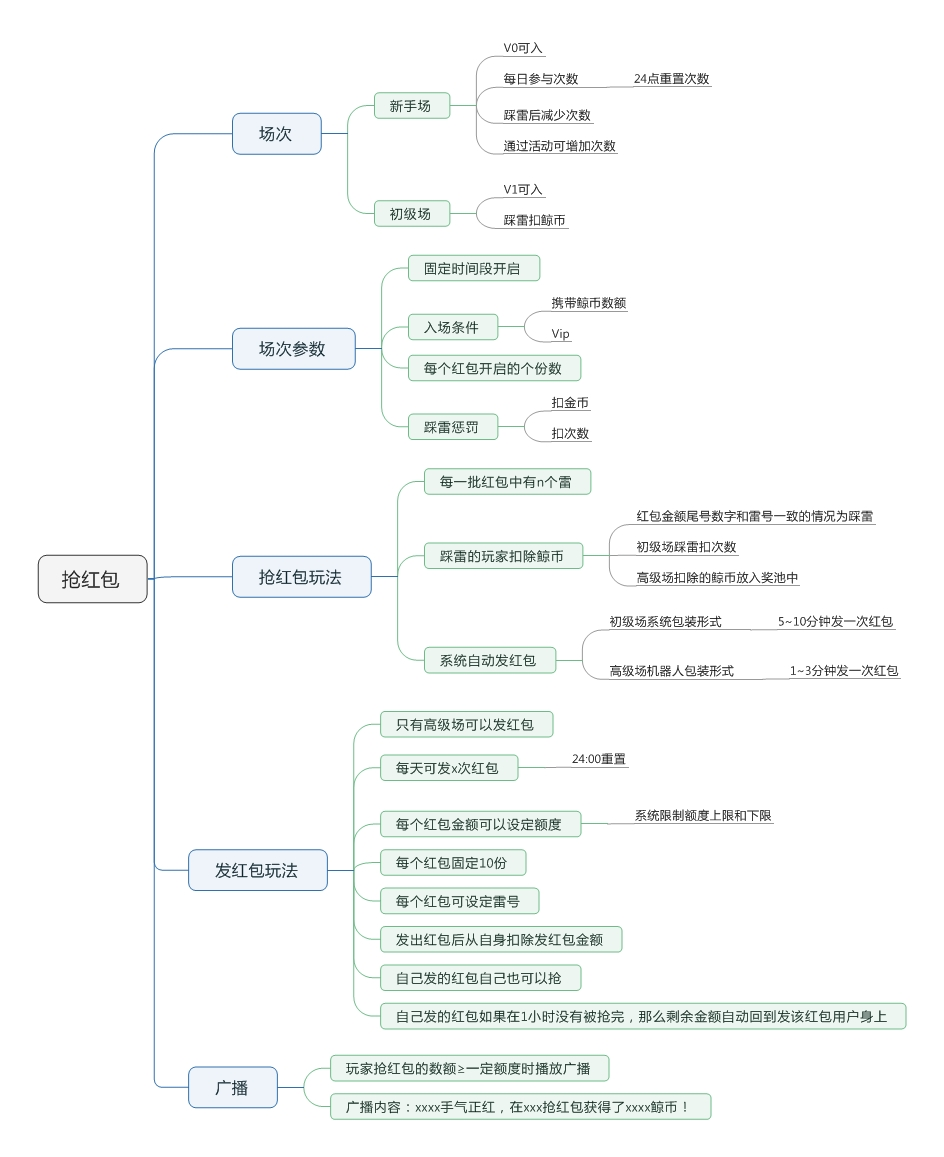 抢红包
场次
新手场
V0可入
每日参与次数
24点重置次数
踩雷后减少次数
通过活动可增加次数
初级场
V1可入
踩雷扣鲸币
场次参数
固定时间段开启
入场条件
携带鲸币数额
Vip
每个红包开启的个份数
踩雷惩罚
扣金币
扣次数
抢红包玩法
每一批红包中有n个雷
踩雷的玩家扣除鲸币
红包金额尾号数字和雷号一致的情况为踩雷
初级场踩雷扣次数
高级场扣除的鲸币放入奖池中
系统自动发红包
初级场系统包装形式
5~10分钟发一次红包
高级场机器人包装形式
1~3分钟发一次红包
发红包玩法
只有高级场可以发红包
每天可发x次红包
24:00重置
每个红包金额可以设定额度
系统限制额度上限和下限
每个红包固定10份
每个红包可设定雷号
发出红包后从自身扣除发红包金额
自己发的红包自己也可以抢
自己发的红包如果在1小时没有被抢完，那么剩余金额自动回到发该红包用户身上
广播
玩家抢红包的数额≥一定额度时播放广播
广播内容：xxxx手气正红，在xxx抢红包获得了xxxx鲸币！